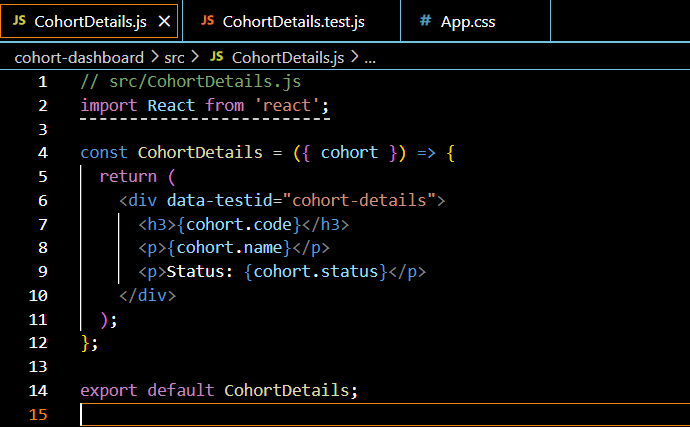 JS CohortDetails.js ×
JS CohortDetails.test.js
# App.css
cohort-dashboard > src > JS CohortDetails.js > ...
1 // src/CohortDetails.js
2 import React from 'react';
3
4 const CohortDetails = ({ cohort }) => {
5   return (
6     <div data-testid="cohort-details">
7       <h3>{cohort.code}</h3>
8       <p>{cohort.name}</p>
9       <p>Status: {cohort.status}</p>
10     </div>
11   );
12 };
13
14 export default CohortDetails;
15